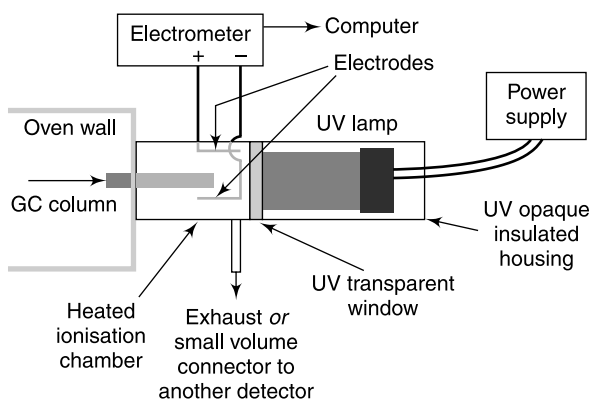 Electrometer
+ −
Computer
Electrodes
Oven wall
UV lamp
Power
supply
GC column
UV opaque
insulated
housing
UV transparent
window
Heated
ionisation
chamber
Exhaust or
small volume
connector to
another detector